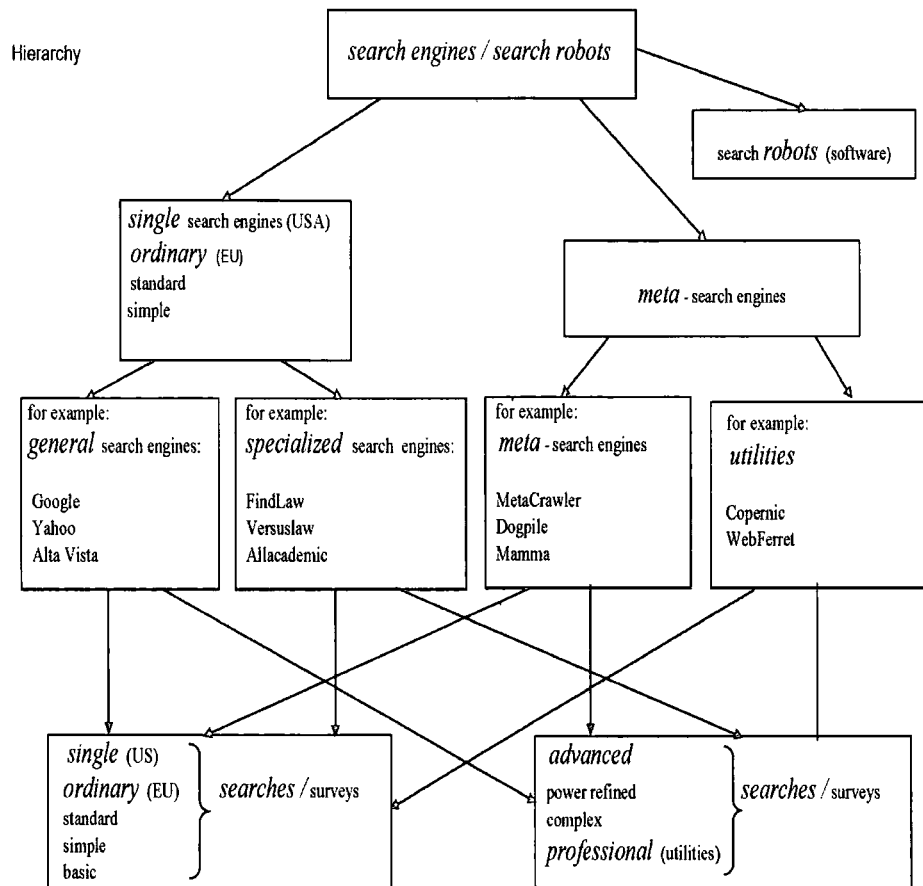 Hierarchy
search engines / search robots
search robots (software)
single search engines (USA)
ordinary (EU)
standard
simple
meta - search engines
for example:
general search engines:
Google
Yahoo
Alta Vista
for example:
specialized search engines:
FindLaw
Versuslaw
Allacademic
for example:
meta - search engines
MetaCrawler
Dogpile
Mamma
for example:
utilities
Copernic
WebFerret
single (US)
ordinary (EU)
standard
simple
basic
searches / surveys
advanced
power refined
complex
professional (utilities)
searches / surveys